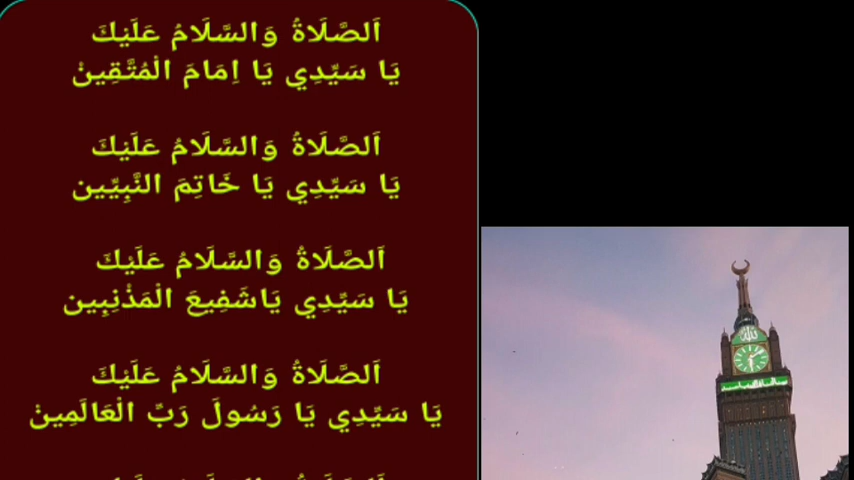 اَلصَّلَاةُ وَالسَّلَامُ عَلَيْكَ
يَا سَيِّدِي يَا اِمَامَ الْمُتَّقِينْ
اَلصَّلَاةُ وَالسَّلَامُ عَلَيْكَ
يَا سَيِّدِي يَا خَاتِمَ النَّبِيِّين
اَلصَّلَاةُ وَالسَّلَامُ عَلَيْكَ
يَا سَيِّدِي يَاشَفِيعَ الْمَذْنِبِين
اَلصَّلَاةُ وَالسَّلَامُ عَلَيْكَ
يَا سَيِّدِي يَا رَسُولَ رَبِّ الْعَالَمِينْ
الله